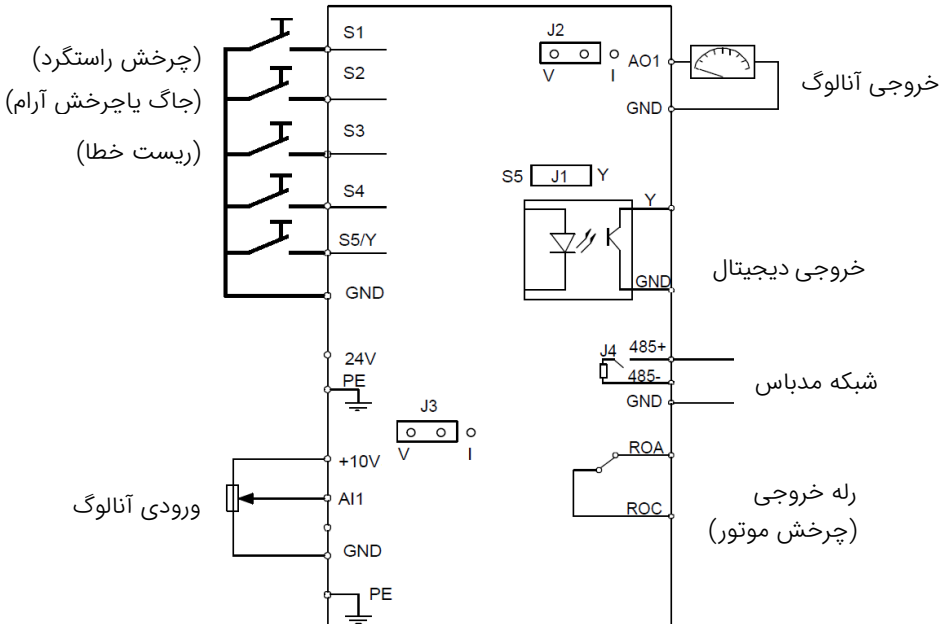 S1
(چرخش راستگرد)
S2
(جاگ یاچرخش آرام)
S3
(ریست خطا)
S4
S5/Y
GND
24V
PE
J3
V I
+10V
AI1
ورودی آنالوگ
GND
PE
J2
V I
AO1
GND
خروجی آنالوگ
S5 J1 Y
Y
GND
خروجی دیجیتال
J4 485+
485-
GND
شبکه مدباس
ROA
ROC
رله خروجی
(چرخش موتور)